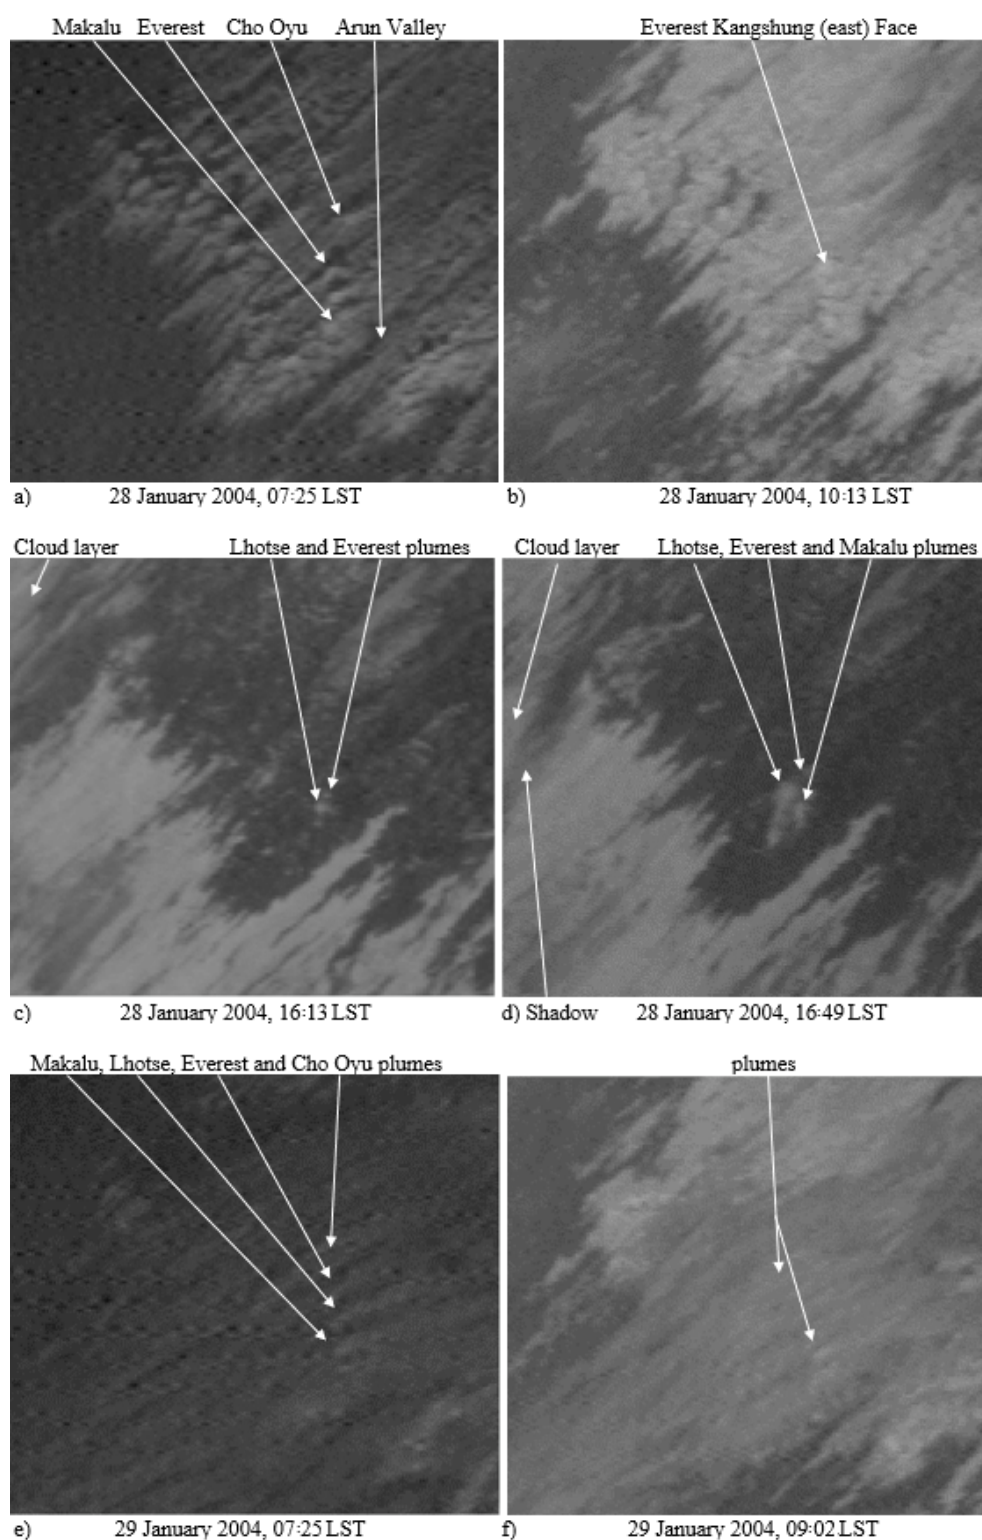 Makalu Everest Cho Oyu Arun Valley
Everest Kangshung (east) Face
a) 28 January 2004, 07:25 LST
b) 28 January 2004, 10:13 LST
Cloud layer Lhotse and Everest plumes
Cloud layer Lhotse, Everest and Makalu plumes
c) 28 January 2004, 16:13 LST
d) Shadow 28 January 2004, 16:49 LST
Makalu, Lhotse, Everest and Cho Oyu plumes
plumes
e) 29 January 2004, 07:25 LST
f) 29 January 2004, 09:02 LST